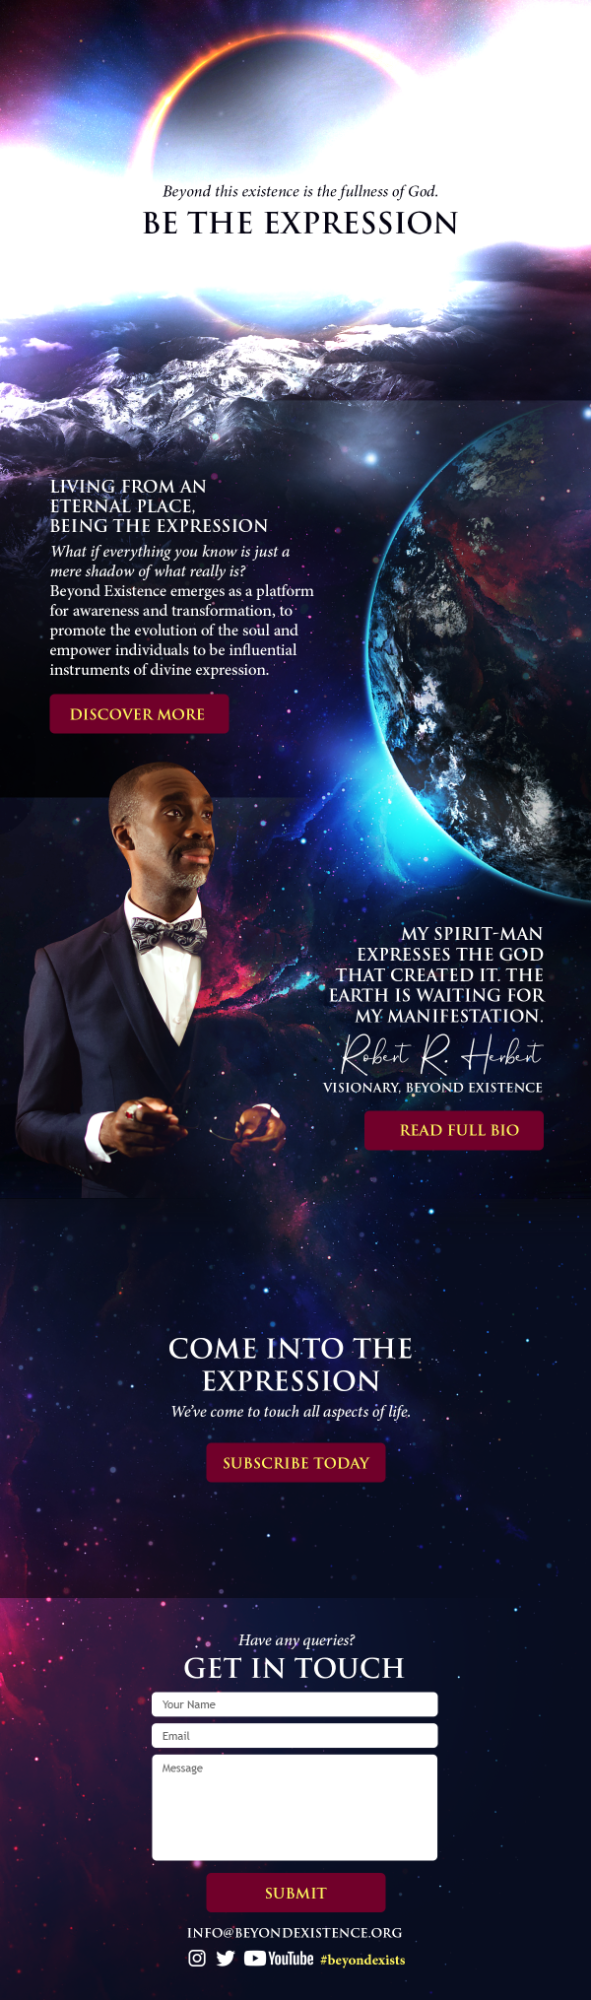 Beyond this existence is the fullness of God.
BE THE EXPRESSION
LIVING FROM AN
ETERNAL PLACE,
BEING THE EXPRESSION
What if everything you know is just a
mere shadow of what really is?
Beyond Existence emerges as a platform
for awareness and transformation, to
promote the evolution of the soul and
empower individuals to be influential
instruments of divine expression.
DISCOVER MORE
MY SPIRIT-MAN
EXPRESSES THE GOD
THAT CREATED IT. THE
EARTH IS WAITING FOR
MY MANIFESTATION.
Robert R. Herbert
VISIONARY, BEYOND EXISTENCE
READ FULL BIO
COME INTO THE
EXPRESSION
We've come to touch all aspects of life.
SUBSCRIBE TODAY
Have any queries?
GET IN TOUCH
Your Name
Email
Message
SUBMIT
INFO@BEYONDEXISTENCE.ORG
YouTube #beyondexists